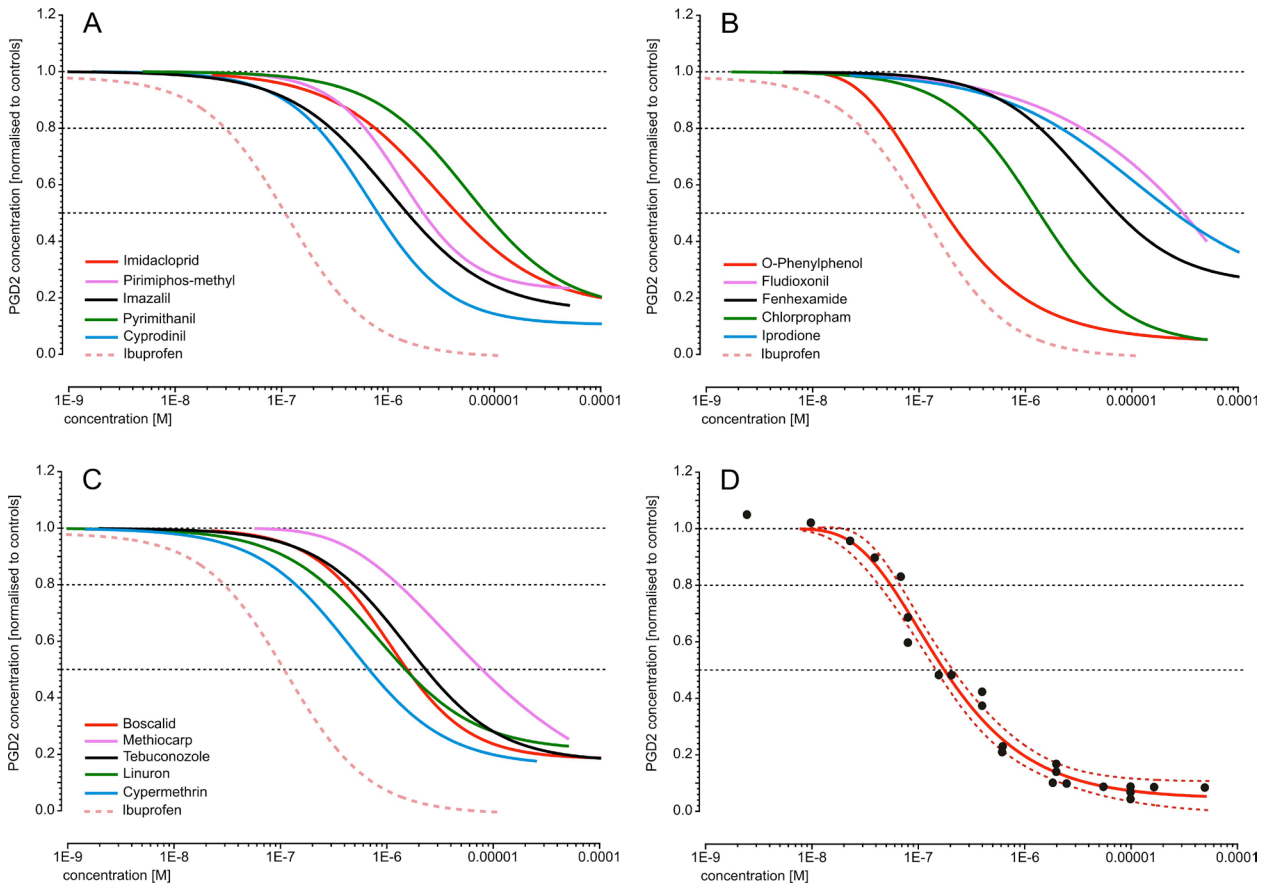 A
PGD2 concentration [normalised to controls]
1.2
1.0
0.8
0.6
0.4
0.2
0.0
Imidacloprid
Pirimiphos-methyl
Imazalil
Pyrimithanil
Cyprodinil
Ibuprofen
1E-9 1E-8 1E-7 1E-6 0.00001 0.0001
concentration [M]
B
PGD2 concentration [normalised to controls]
1.2
1.0
0.8
0.6
0.4
0.2
0.0
O-Phenylphenol
Fludioxonil
Fenhexamide
Chlorpropham
Iprodione
Ibuprofen
1E-9 1E-8 1E-7 1E-6 0.00001 0.0001
concentration [M]
C
PGD2 concentration [normalised to controls]
1.2
1.0
0.8
0.6
0.4
0.2
0.0
Boscalid
Methiocarp
Tebuconozole
Linuron
Cypermethrin
Ibuprofen
1E-9 1E-8 1E-7 1E-6 0.00001 0.0001
concentration [M]
D
PGD2 concentration [normalised to controls]
1.2
1.0
0.8
0.6
0.4
0.2
0.0
1E-9 1E-8 1E-7 1E-6 0.00001 0.0001
concentration [M]